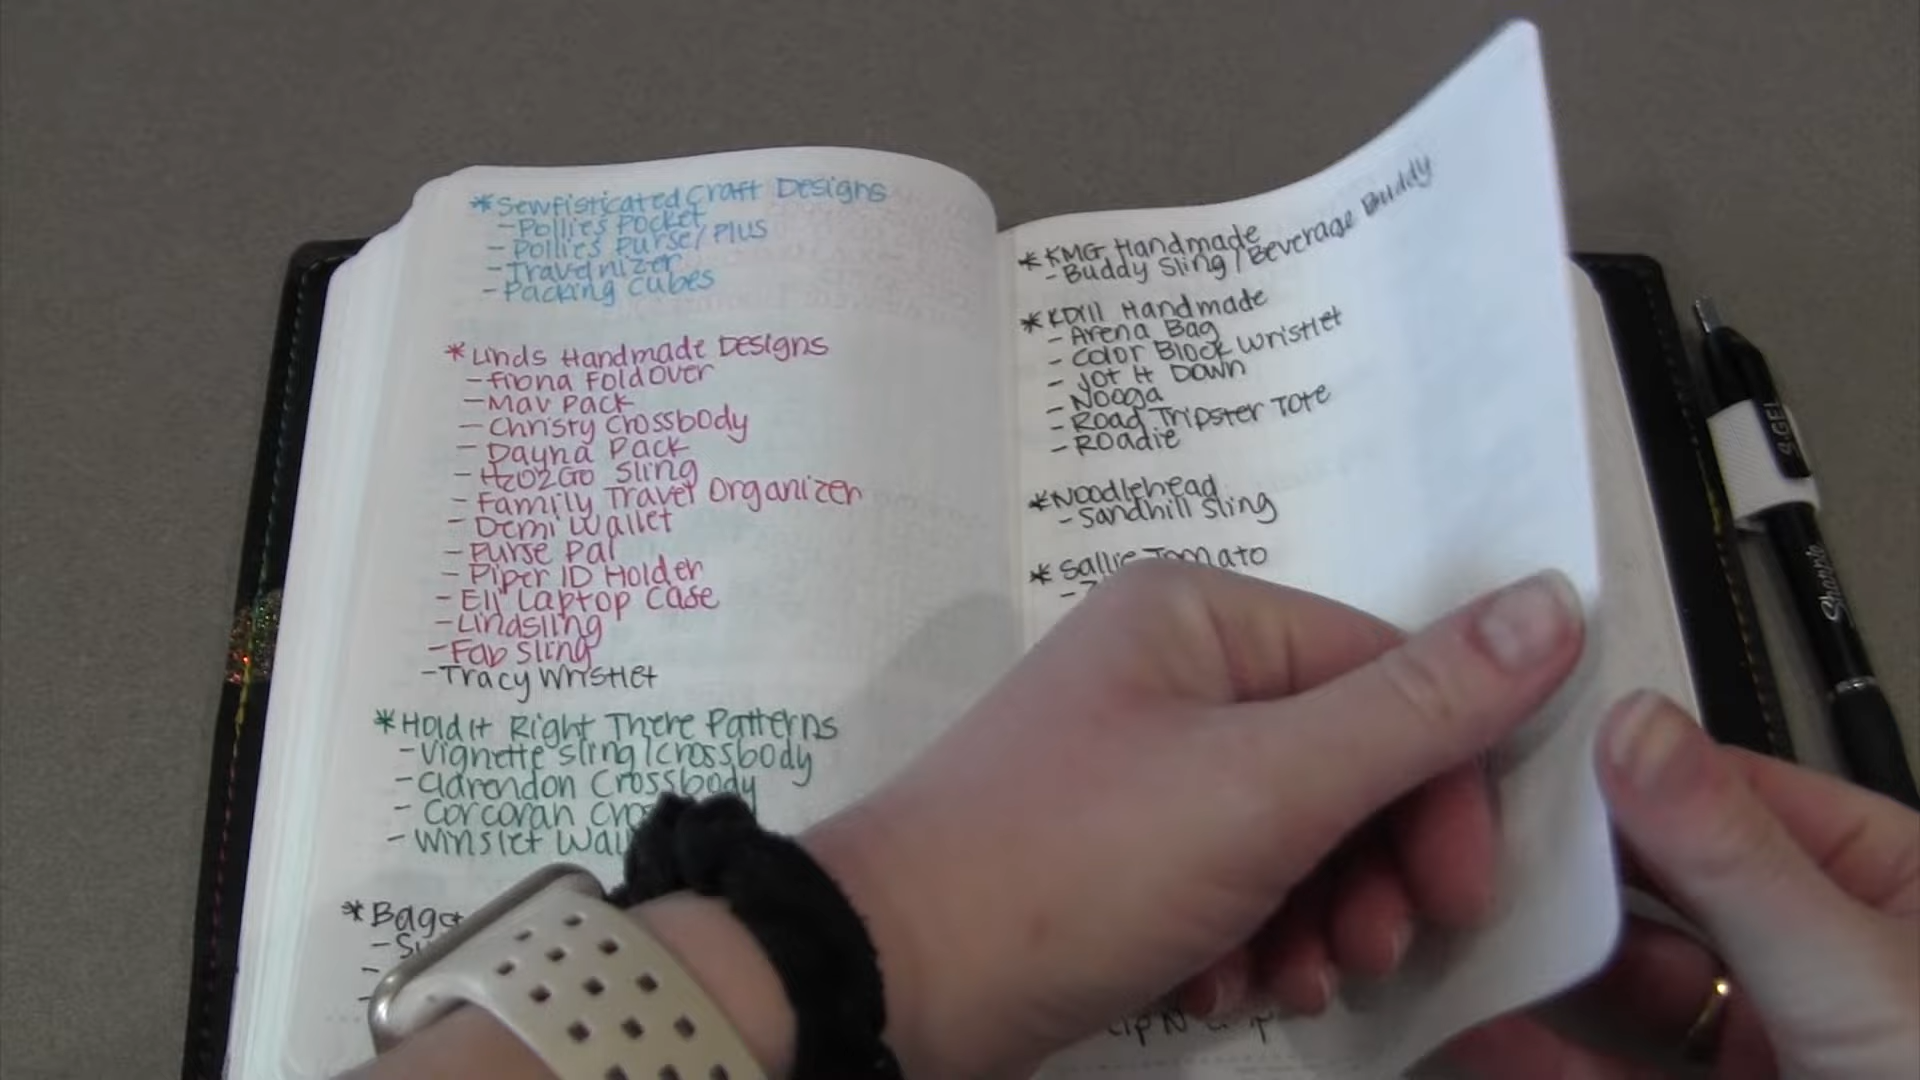 *Sewfisticated Craft Designs
-Pollie's Pocket
-Pollie's Purse/Plus
-Travelnizer
-Packing Cubes
*Linds Handmade Designs
-Fiona Foldover
-Mav Pack
-Christy Crossbody
-Dayna Pack
-H2O2GO Sling
-Family Travel Organizer
-Demi Wallet
-Purse Pal
-Piper ID Holder
-Eli Laptop Case
-Lindsling
-Fab Sling
-Tracy Wristlet
*Hold It Right There Patterns
-Vignette Sling/Crossbody
-Clarendon Crossbody
-Corcoran
-Winslet
*KMG Handmade
-Buddy Sling/Beverage Buddy
*KDill Handmade
-Arena Bag
-Color Block Wristlet
-Jot It Down
-Nooga
-Road Tripster Tote
-Roadie
*Noodlehead
-Sandhill Sling
*Sallie Tomato
S·GEL
Sharpie